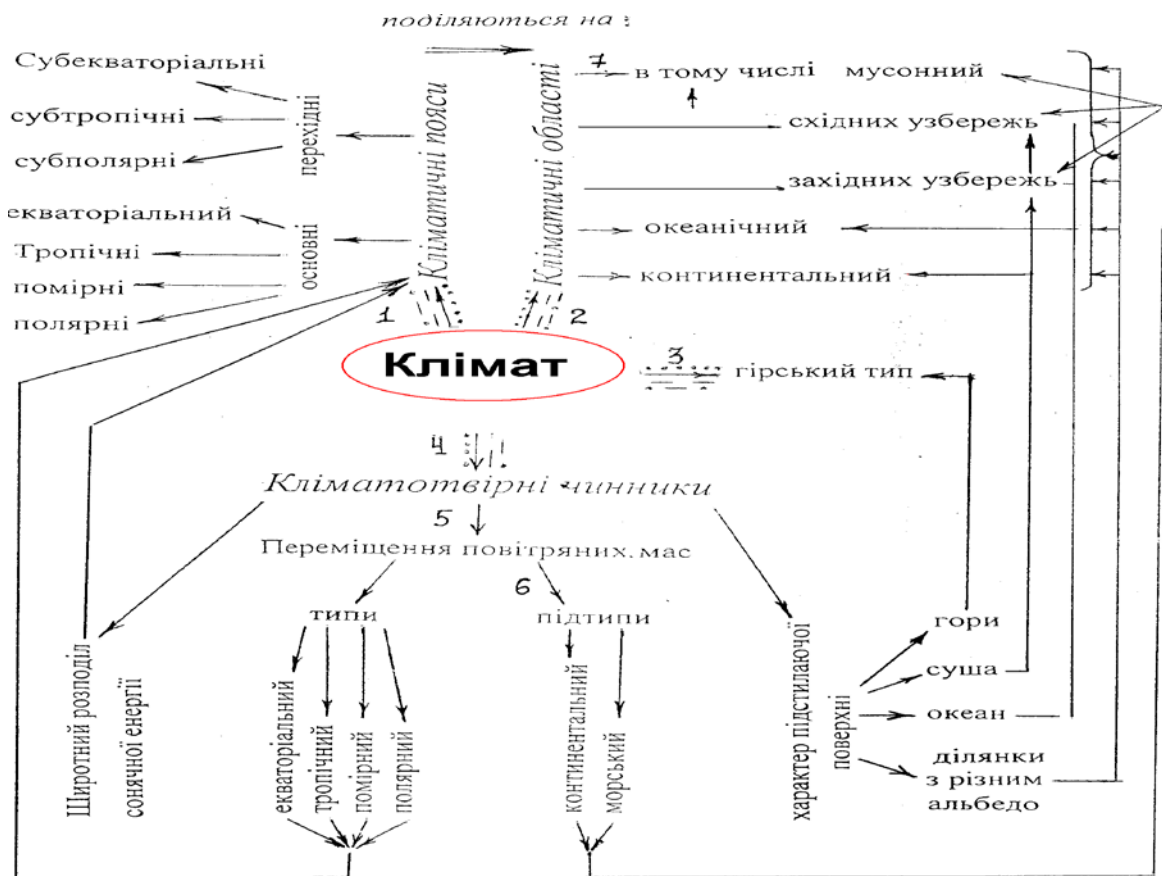 поділяються на :
Субекваторіальні
субтропічні
субполярні
перехідні
екваторіальний
Тропічні
помірні
полярні
основні
Кліматичні пояси
Кліматичні області
7
в тому числі мусонний
східних узбережь
західних узбережь
океанічний
континентальний
1
2
Клімат
3
гірський тип
4
Кліматотвірні чинники
5
Переміщення повітряних. мас
6
типи
підтипи
Широтний розподіл
сонячної енергії
екваторіальний
тропічний
помірний
полярний
континентальний
морський
характер підстилаючої
поверхні
гори
суша
океан
ділянки
з різним
альбедо